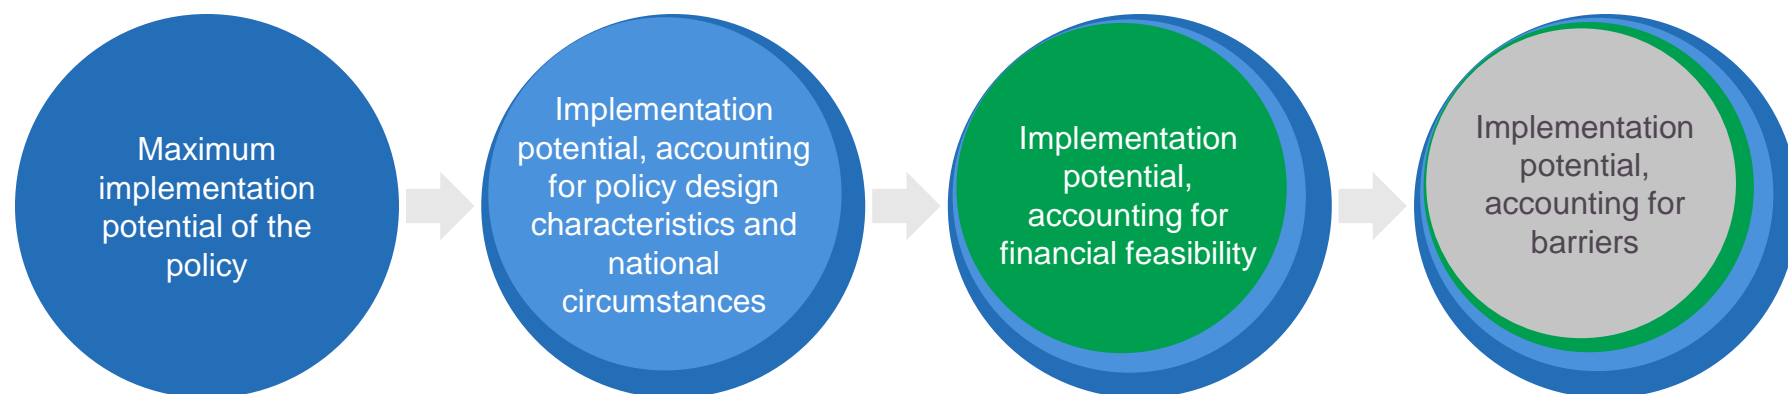 Maximum
implementation
potential of the
policy
Implementation
potential, accounting
for policy design
characteristics and
national
circumstances
Implementation
potential,
accounting for
financial feasibility
Implementation
potential,
accounting for
barriers